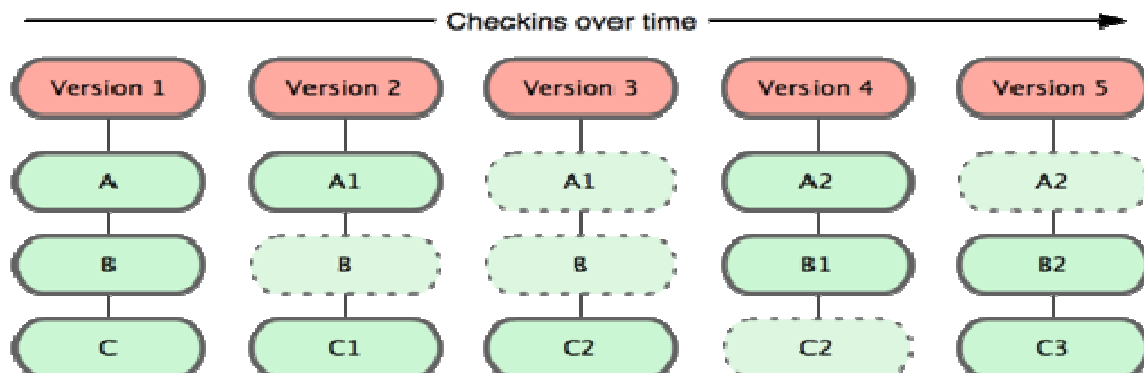 Checkins over time
Version 1 Version 2 Version 3 Version 4 Version 5
A A1 A1 A2 A2
B B B B1 B2
C C1 C2 C2 C3